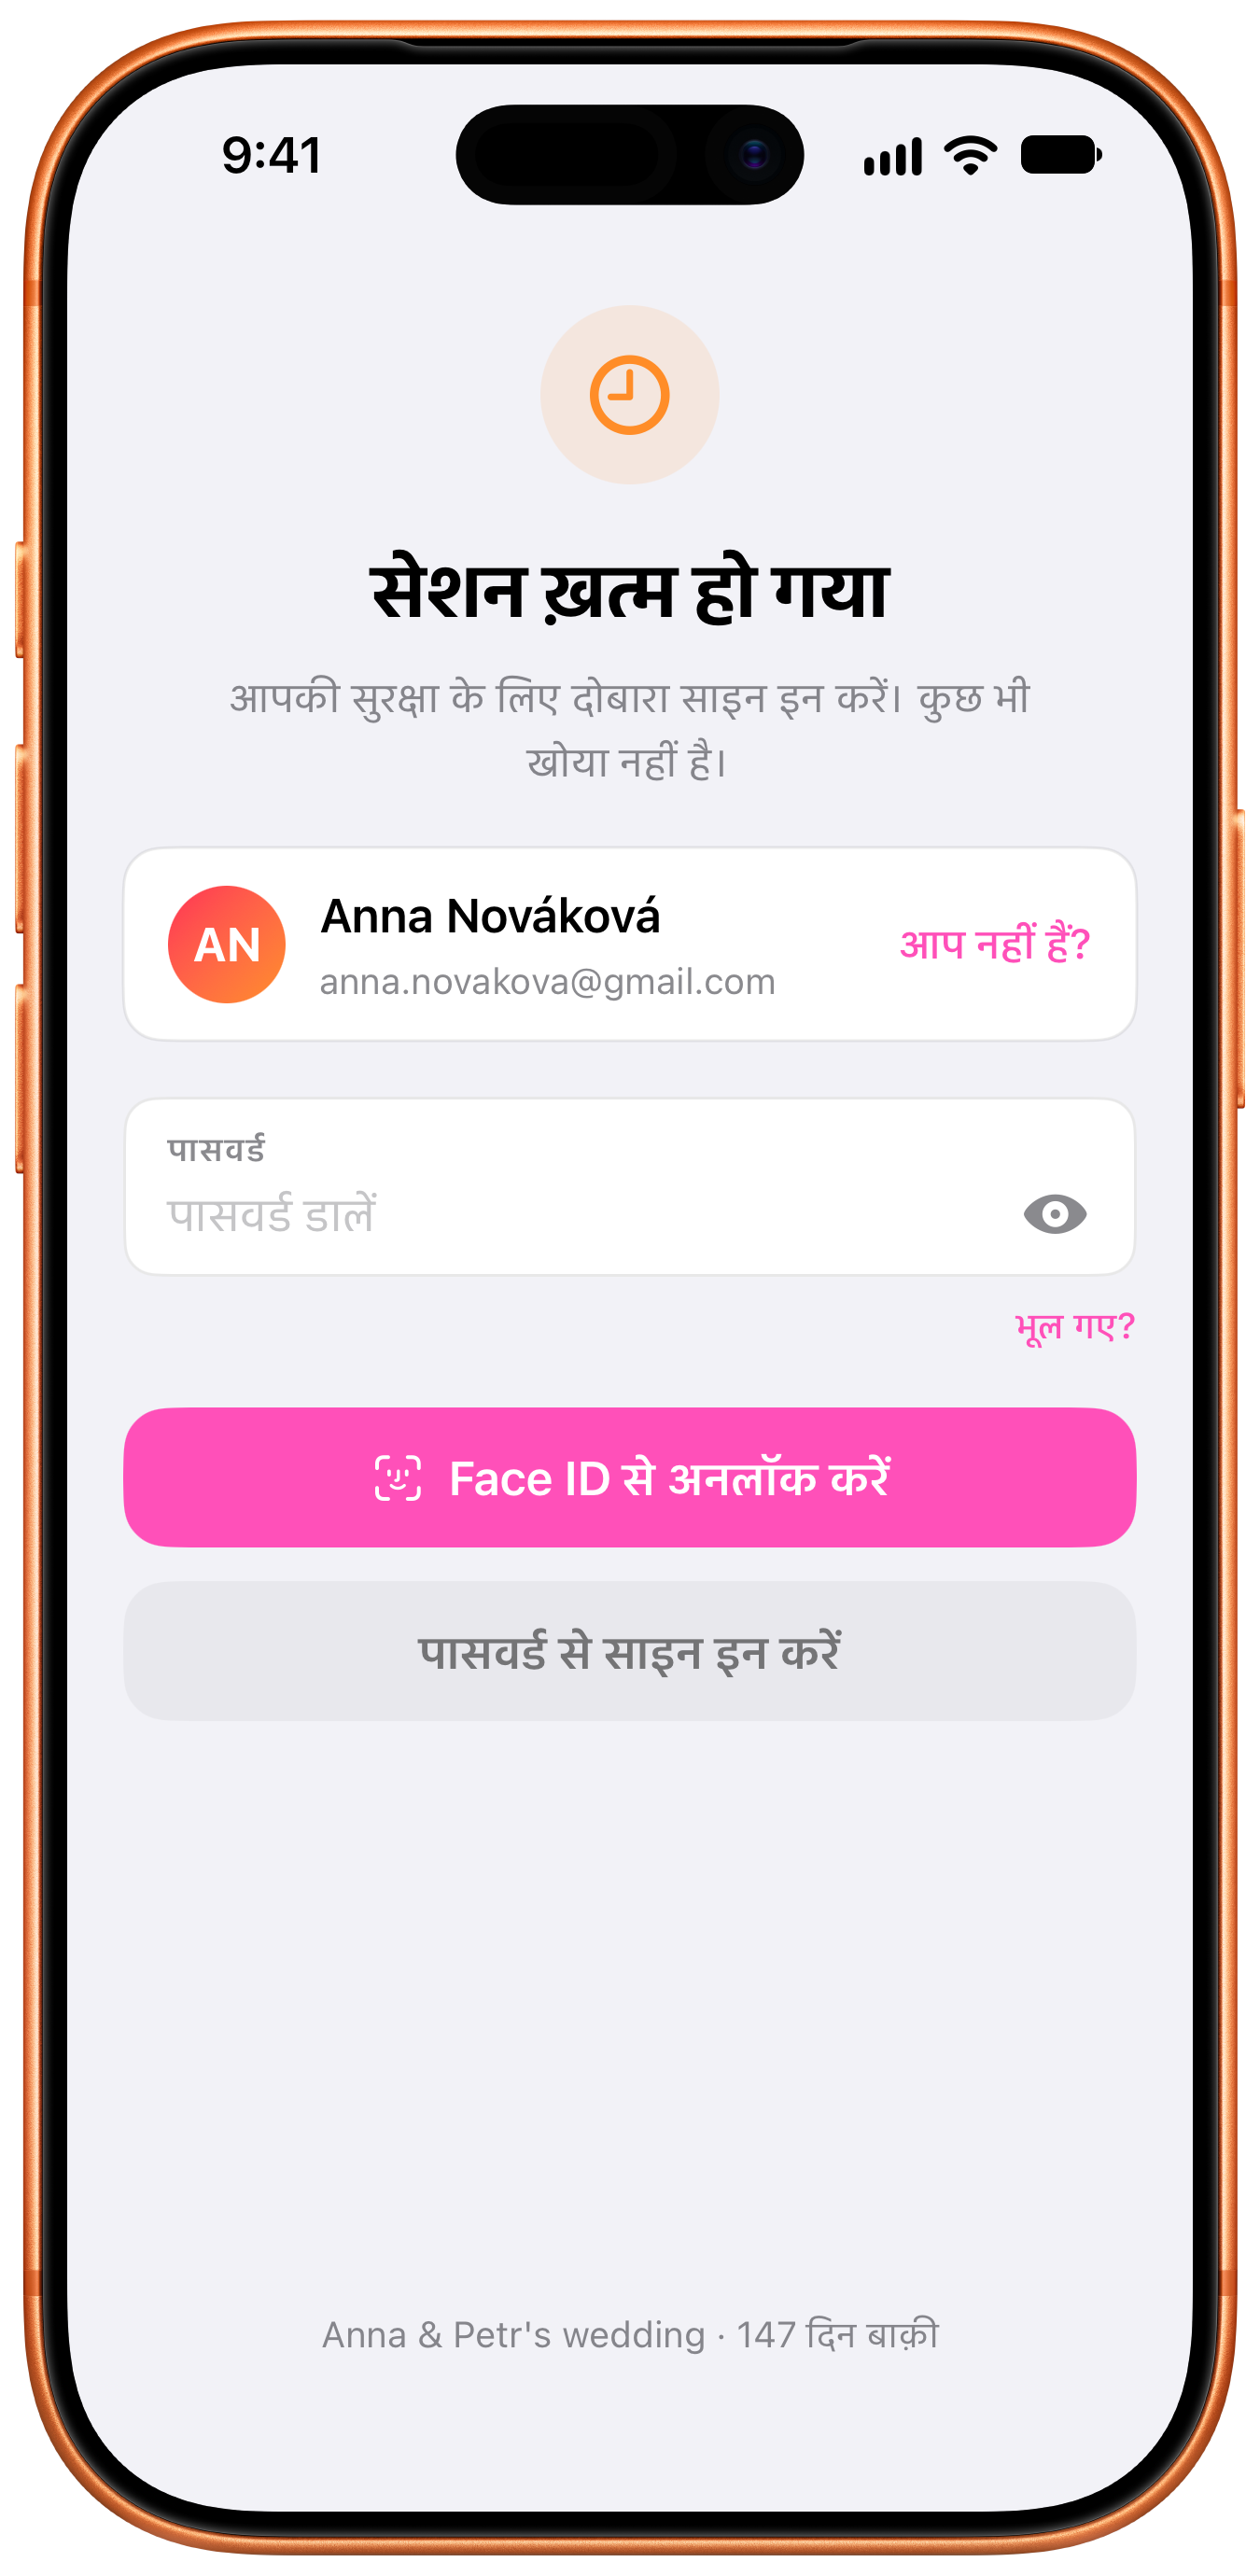 9:41
सेशन ख़त्म हो गया
आपकी सुरक्षा के लिए दोबारा साइन इन करें। कुछ भी
खोया नहीं है।
AN
Anna Nováková
anna.novakova@gmail.com
आप नहीं हैं?
पासवर्ड
पासवर्ड डालें
भूल गए?
Face ID से अनलॉक करें
पासवर्ड से साइन इन करें
Anna & Petr's wedding · 147 दिन बाक़ी